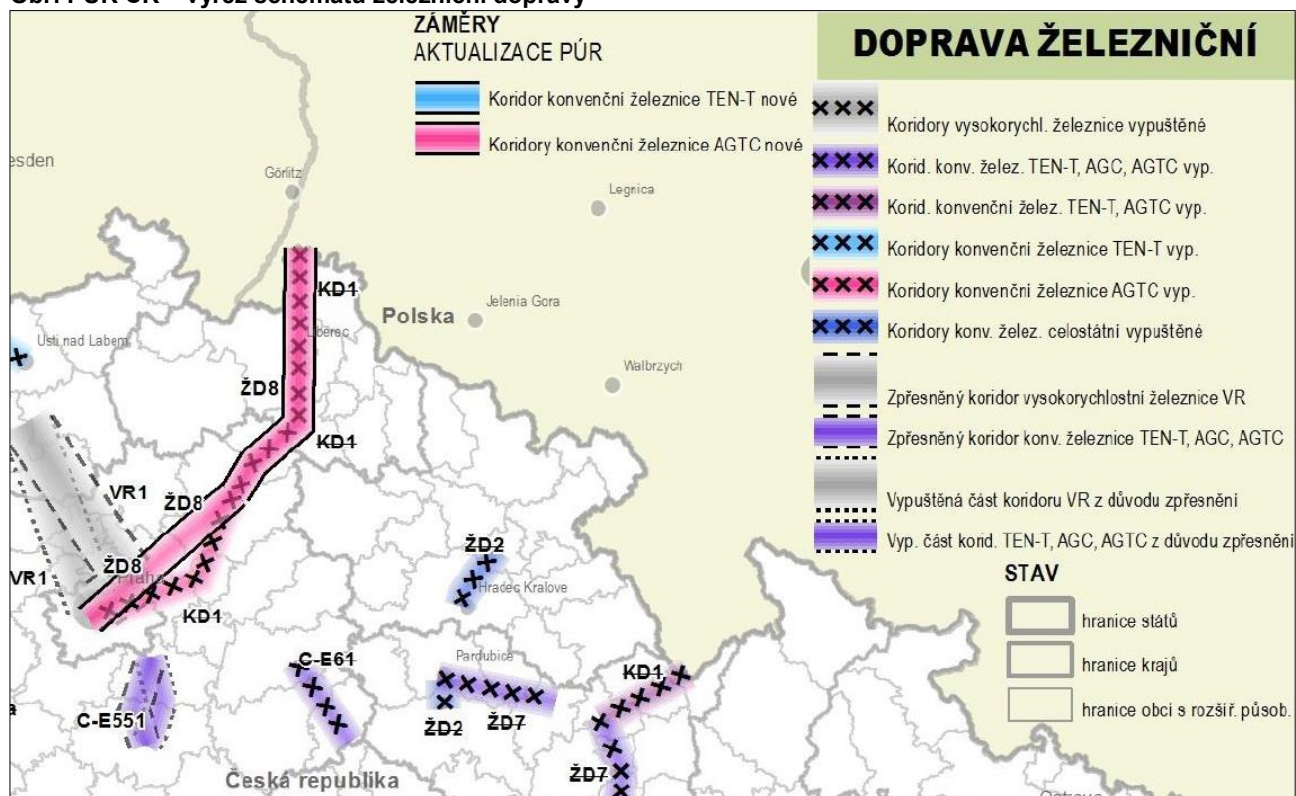 ZÁMĚRY
AKTUALIZACE PÚR
Koridor konvenční železnice TEN-T nové
Koridory konvenční železnice AGTC nové
DOPRAVA ŽELEZNIČNÍ
Koridory vysokorychl. železnice vypuštěné
Korid. konv. želez. TEN-T, AGC, AGTC vyp.
Korid. konvenční želez. TEN-T, AGTC vyp.
Koridory konvenční železnice TEN-T vyp.
Koridory konvenční železnice AGTC vyp.
Koridory konv. želez. celostátní vypuštěné
Zpřesněný koridor vysokorychlostní železnice VR
Zpřesněný koridor konv. železnice TEN-T, AGC, AGTC
Vypuštěná část koridoru VR z důvodu zpřesnění
Vyp. část korid. TEN-T, AGC, AGTC z důvodu zpřesnění
STAV
hranice států
hranice krajů
hranice obcí s rozšíř. působ.
esden
Görlitz
Legnica
KD1
Polska
Jelenia Gora
Usti nad Labem
Liberec
Walbrzych
ŽD8
KD1
VR1
ŽD8
ŽD2
VR1
ŽD8
Praha
Hradec Kralove
KD1
C-E61
Pardubice
KD1
C-E551
ŽD2
ŽD7
ŽD7
Česká republika